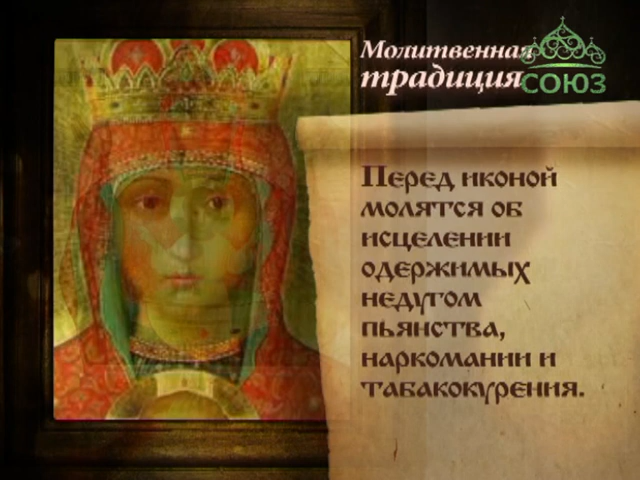 Молитвенная
традиция
СОЮЗ
Перед иконой
молятся об
исцелении
одержимых
недугом
пьянства,
наркомании и
табакокурения.